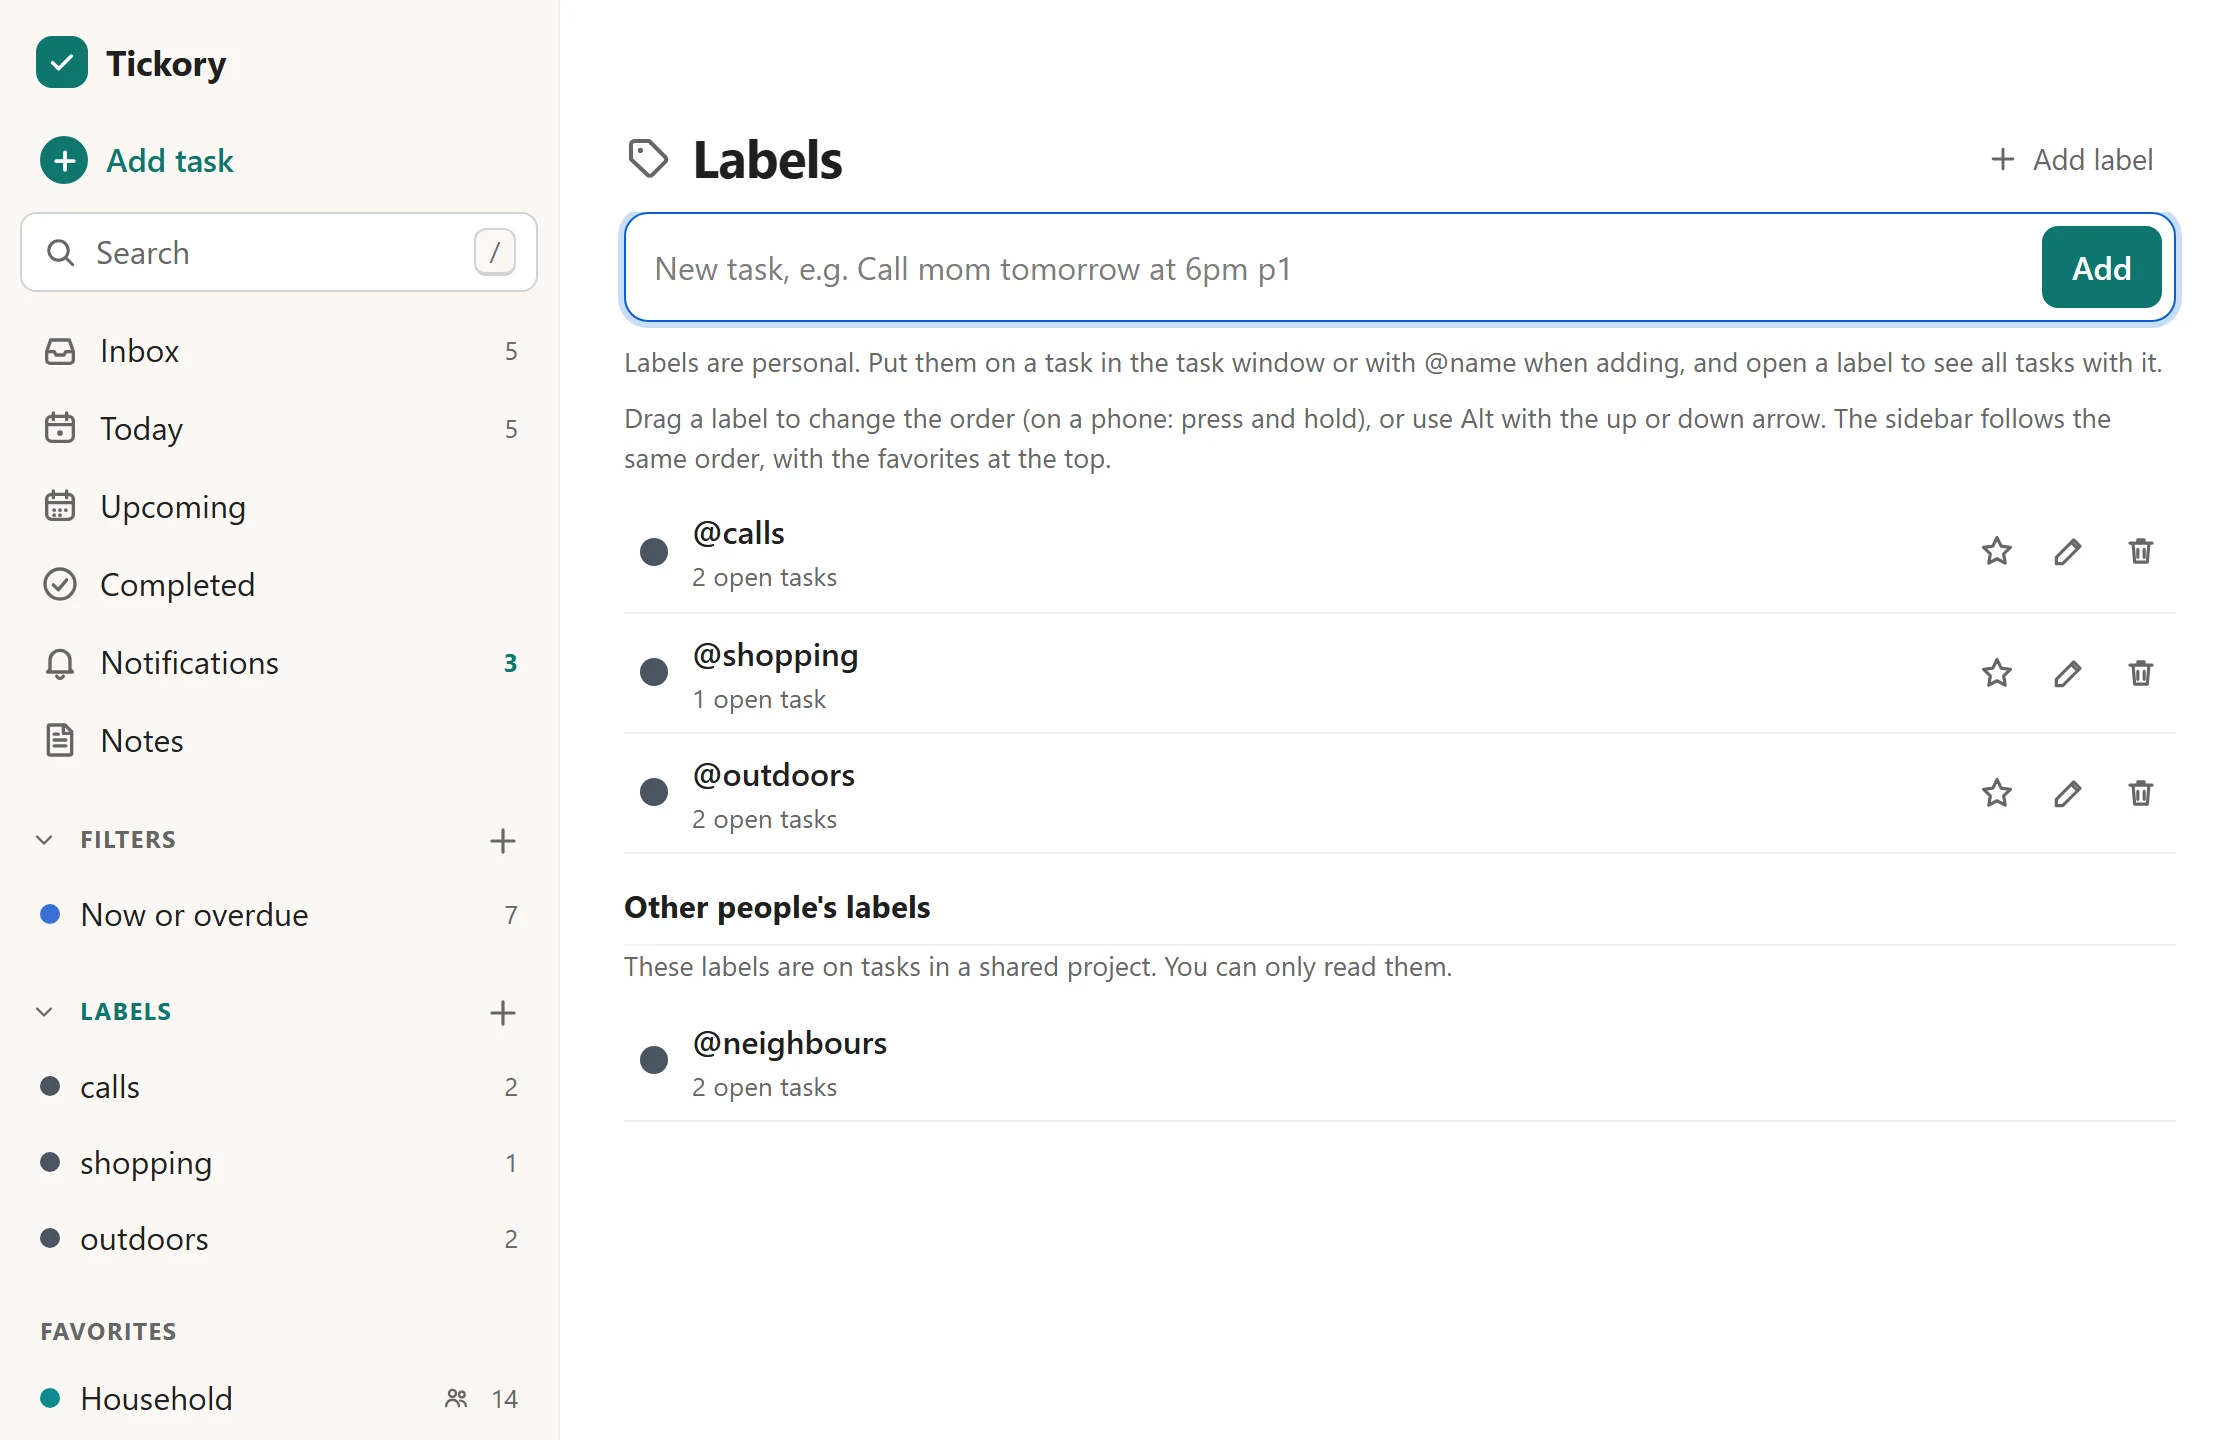 Tickory
Add task
Search /
Inbox 5
Today 5
Upcoming
Completed
Notifications 3
Notes
FILTERS
Now or overdue 7
LABELS
calls 2
shopping 1
outdoors 2
FAVORITES
Household 14
Labels
Add label
New task, e.g. Call mom tomorrow at 6pm p1
Add
Labels are personal. Put them on a task in the task window or with @name when adding, and open a label to see all tasks with it.
Drag a label to change the order (on a phone: press and hold), or use Alt with the up or down arrow. The sidebar follows the
same order, with the favorites at the top.
@calls
2 open tasks
@shopping
1 open task
@outdoors
2 open tasks
Other people's labels
These labels are on tasks in a shared project. You can only read them.
@neighbours
2 open tasks